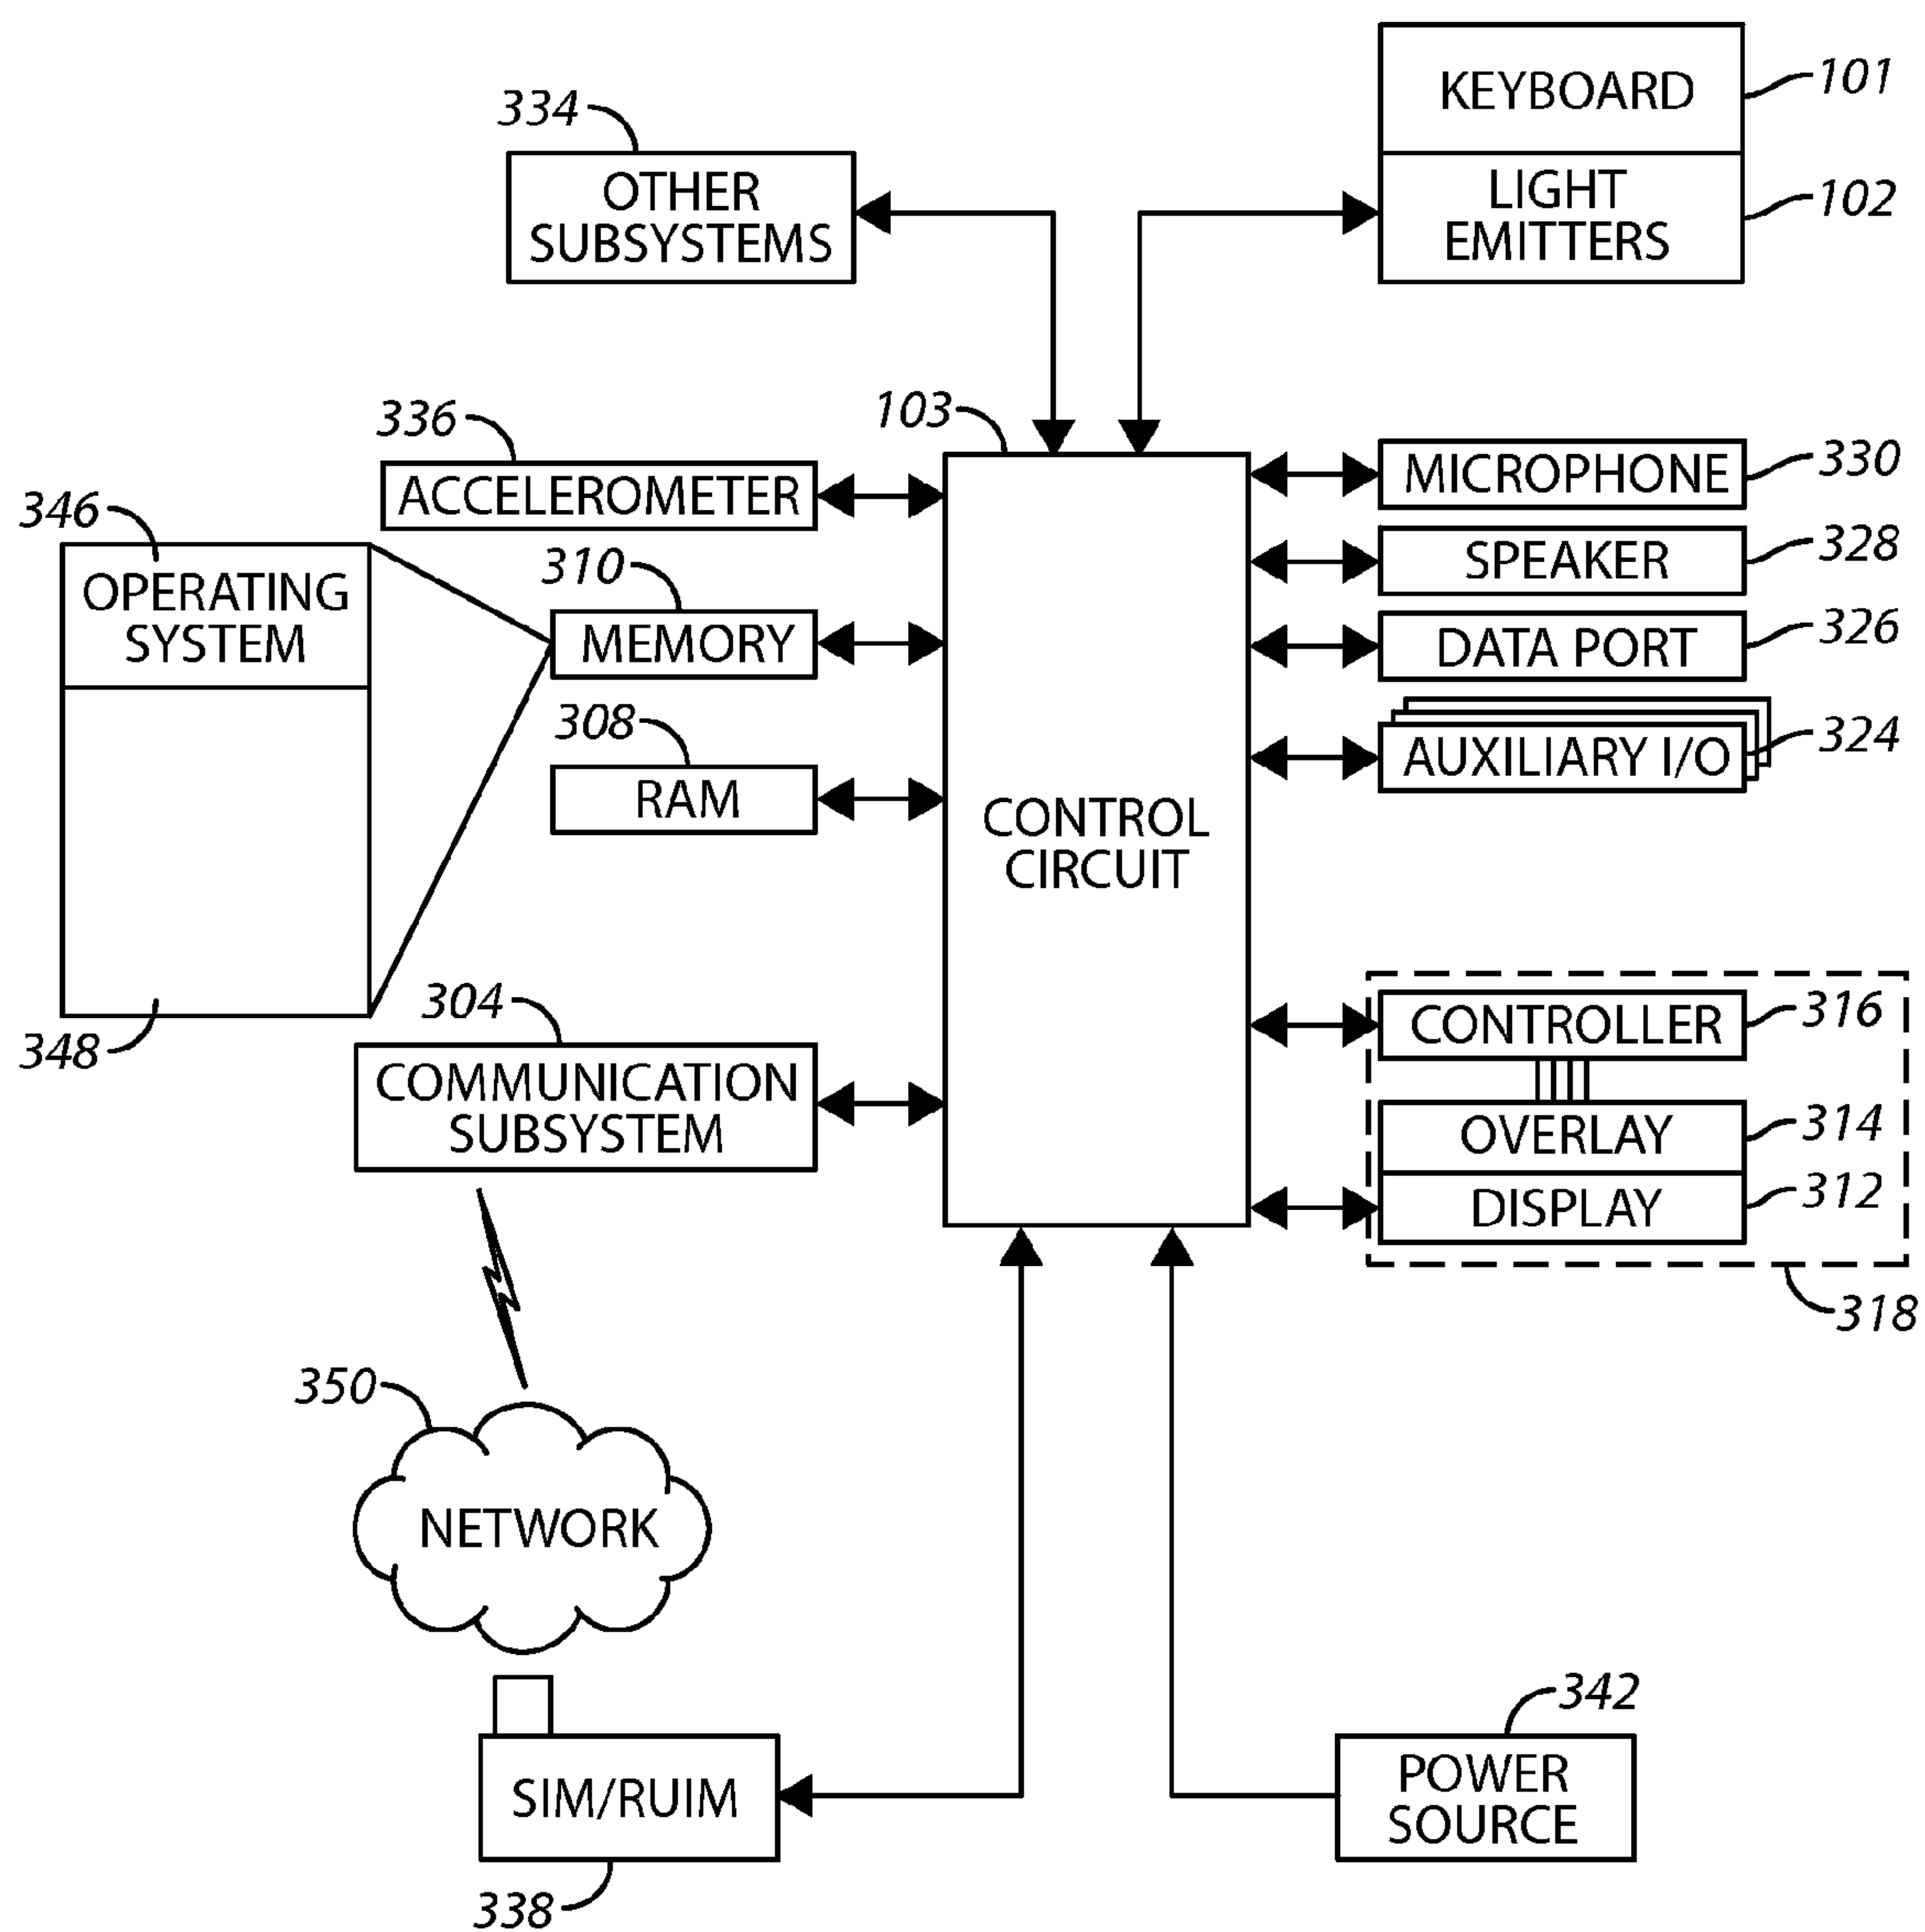 KEYBOARD
101
LIGHT
EMITTERS
102
334
OTHER
SUBSYSTEMS
336
ACCELEROMETER
103
MICROPHONE
330
346
OPERATING
SYSTEM
348
310
MEMORY
SPEAKER
328
DATA PORT
326
308
RAM
AUXILIARY I/O
324
CONTROL
CIRCUIT
304
COMMUNICATION
SUBSYSTEM
CONTROLLER
316
OVERLAY
314
DISPLAY
312
318
350
NETWORK
SIM/RUIM
338
342
POWER
SOURCE